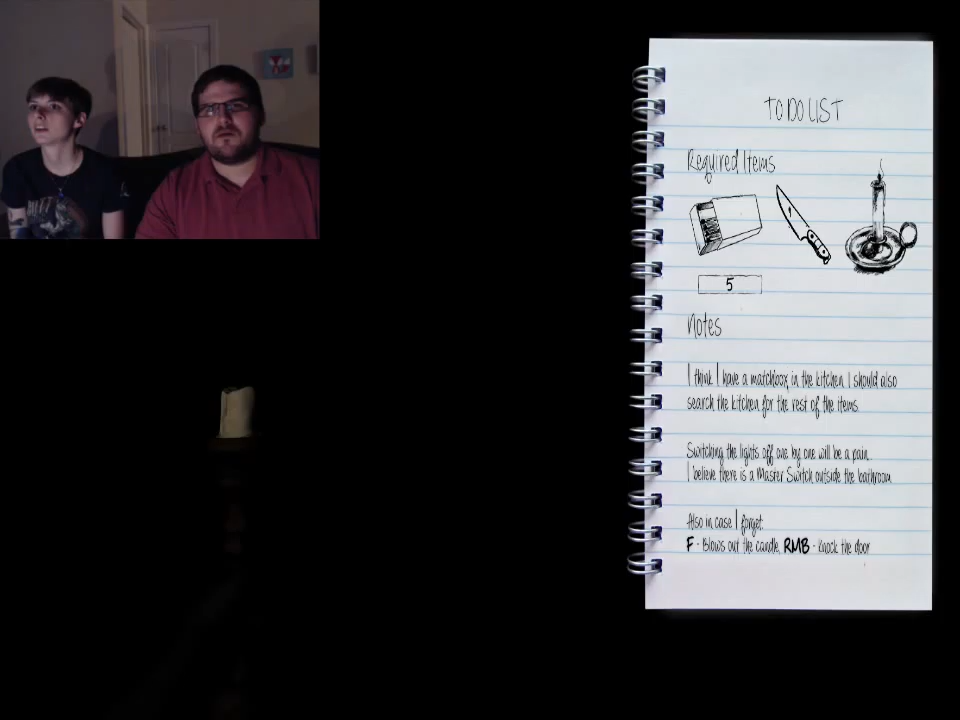 TO DO LIST
Required Items
5
Notes
I think I have a matchbox in the kitchen. I should also
search the kitchen for the rest of the items.
Switching the lights off one by one will be a pain.
I believe there is a Master Switch outside the bathroom.
Also in case I forget:
F - Blows out the candle, RMB - Knock the door